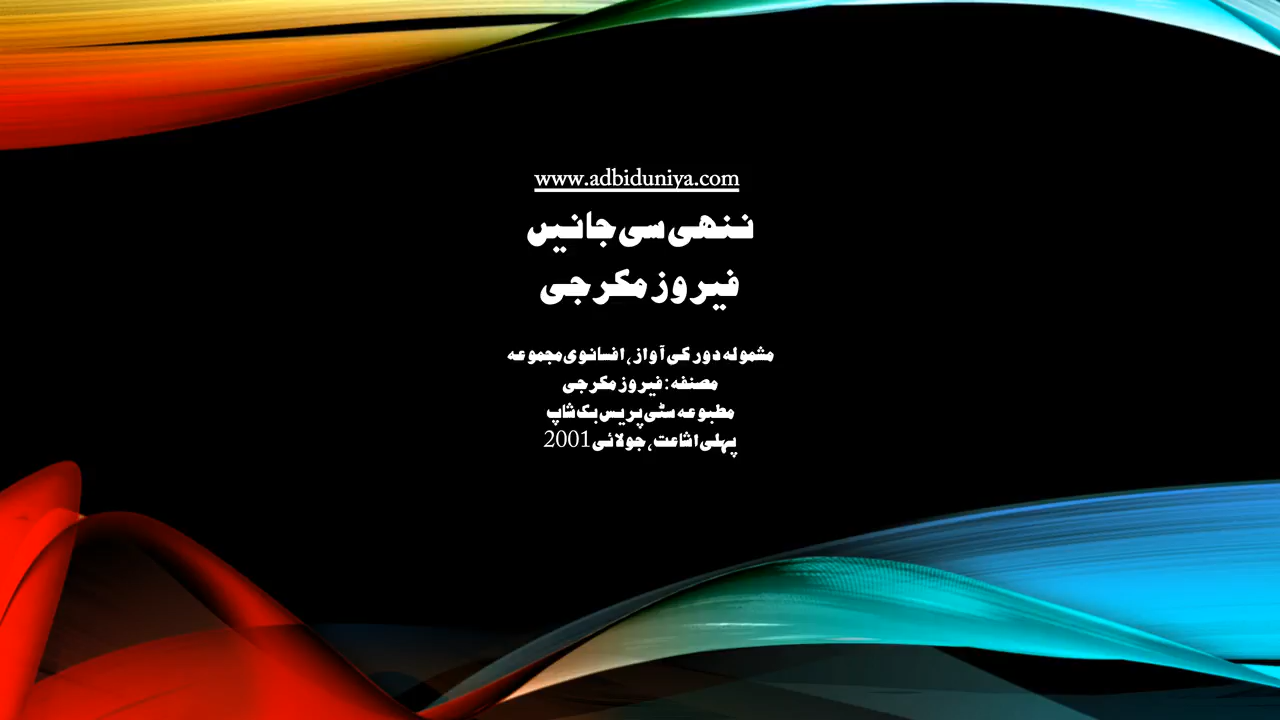 www.adbiduniya.com
ننھی سی جانیں
فیروز مکرجی
مشمولہ دور کی آواز، افسانوی مجموعہ
مصنفہ: فیروز مکرجی
مطبوعہ سٹی پریس بک شاپ
پہلی اشاعت، جولائی 2001